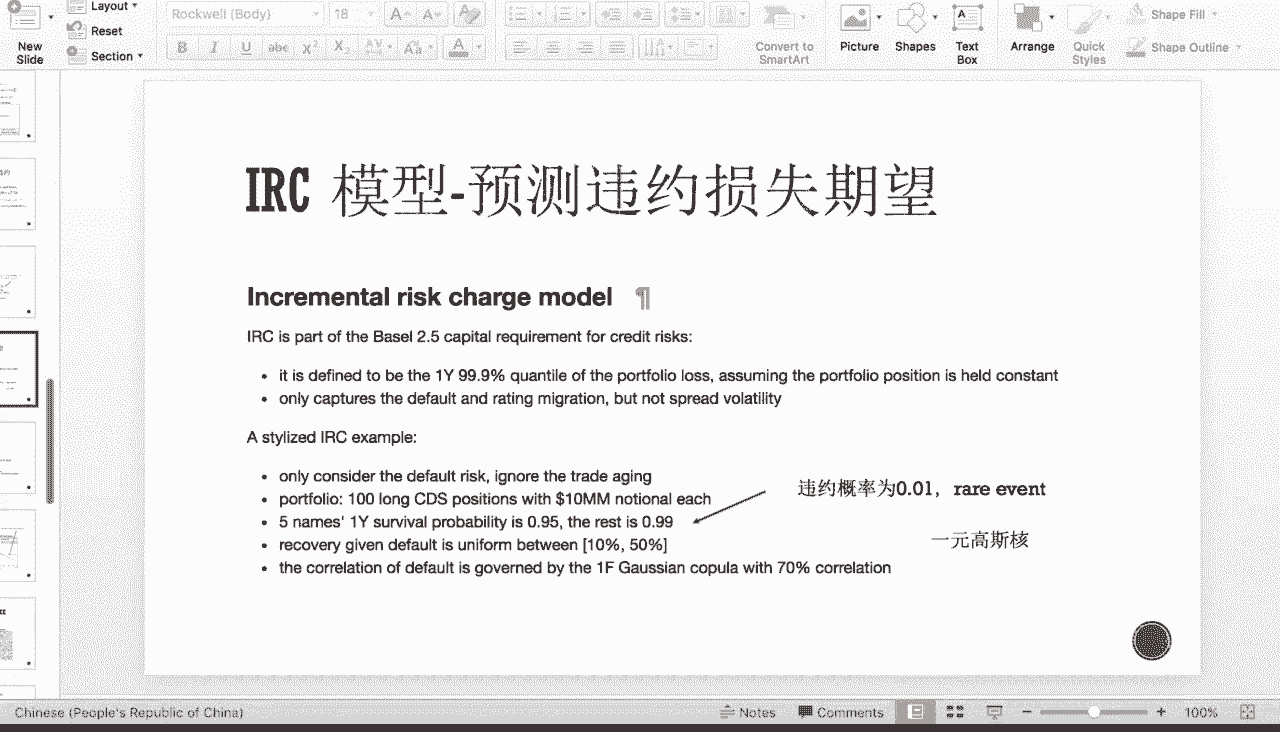 Layout
Rockwell (Body) 18
New Slide
Reset
Section
B I U abc X² X₂ AV Aa A
Convert to SmartArt
Picture
Shapes
Text Box
Arrange
Quick Styles
Shape Fill
Shape Outline
IRC 模型-预测违约损失期望
Incremental risk charge model ¶
IRC is part of the Basel 2.5 capital requirement for credit risks:
• it is defined to be the 1Y 99.9% quantile of the portfolio loss, assuming the portfolio position is held constant
• only captures the default and rating migration, but not spread volatility
A stylized IRC example:
• only consider the default risk, ignore the trade aging
• portfolio: 100 long CDS positions with $10MM notional each
违约概率为0.01，rare event
• 5 names' 1Y survival probability is 0.95, the rest is 0.99
一元高斯核
• recovery given default is uniform between [10%, 50%]
• the correlation of default is governed by the 1F Gaussian copula with 70% correlation
Chinese (People's Republic of China)
Notes
Comments
100%